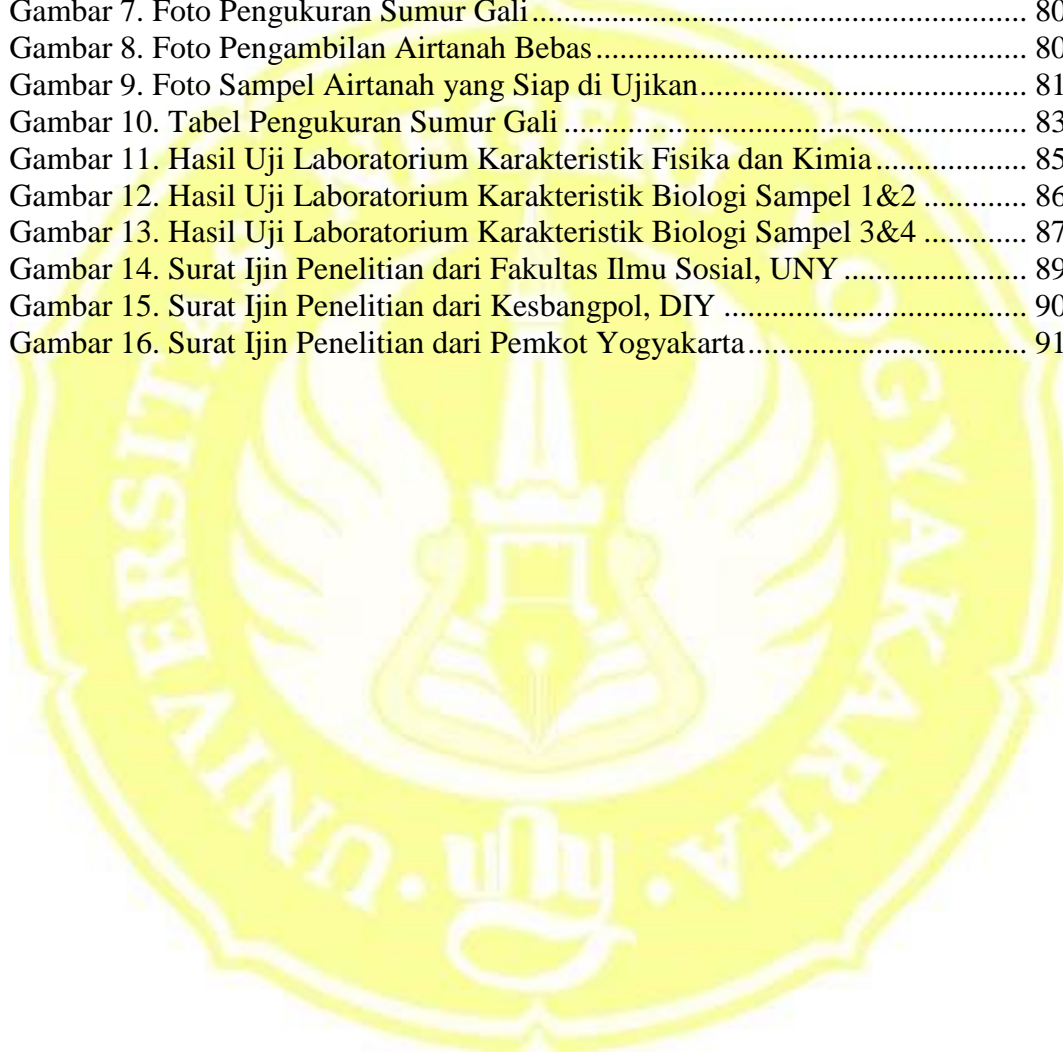 Gambar 7. Foto Pengukuran Sumur Gali ........................................................................ 80
Gambar 8. Foto Pengambilan Airtanah Bebas .............................................................. 80
Gambar 9. Foto Sampel Airtanah yang Siap di Ujikan ................................................ 81
Gambar 10. Tabel Pengukuran Sumur Gali ................................................................... 83
Gambar 11. Hasil Uji Laboratorium Karakteristik Fisika dan Kimia ...................... 85
Gambar 12. Hasil Uji Laboratorium Karakteristik Biologi Sampel 1&2 ............. 86
Gambar 13. Hasil Uji Laboratorium Karakteristik Biologi Sampel 3&4 ............. 87
Gambar 14. Surat Ijin Penelitian dari Fakultas Ilmu Sosial, UNY ........................... 89
Gambar 15. Surat Ijin Penelitian dari Kesbangpol, DIY ............................................ 90
Gambar 16. Surat Ijin Penelitian dari Pemkot Yogyakarta ........................................ 91
UNIVERSITAS NEGERI YOGYAKARTA
uny